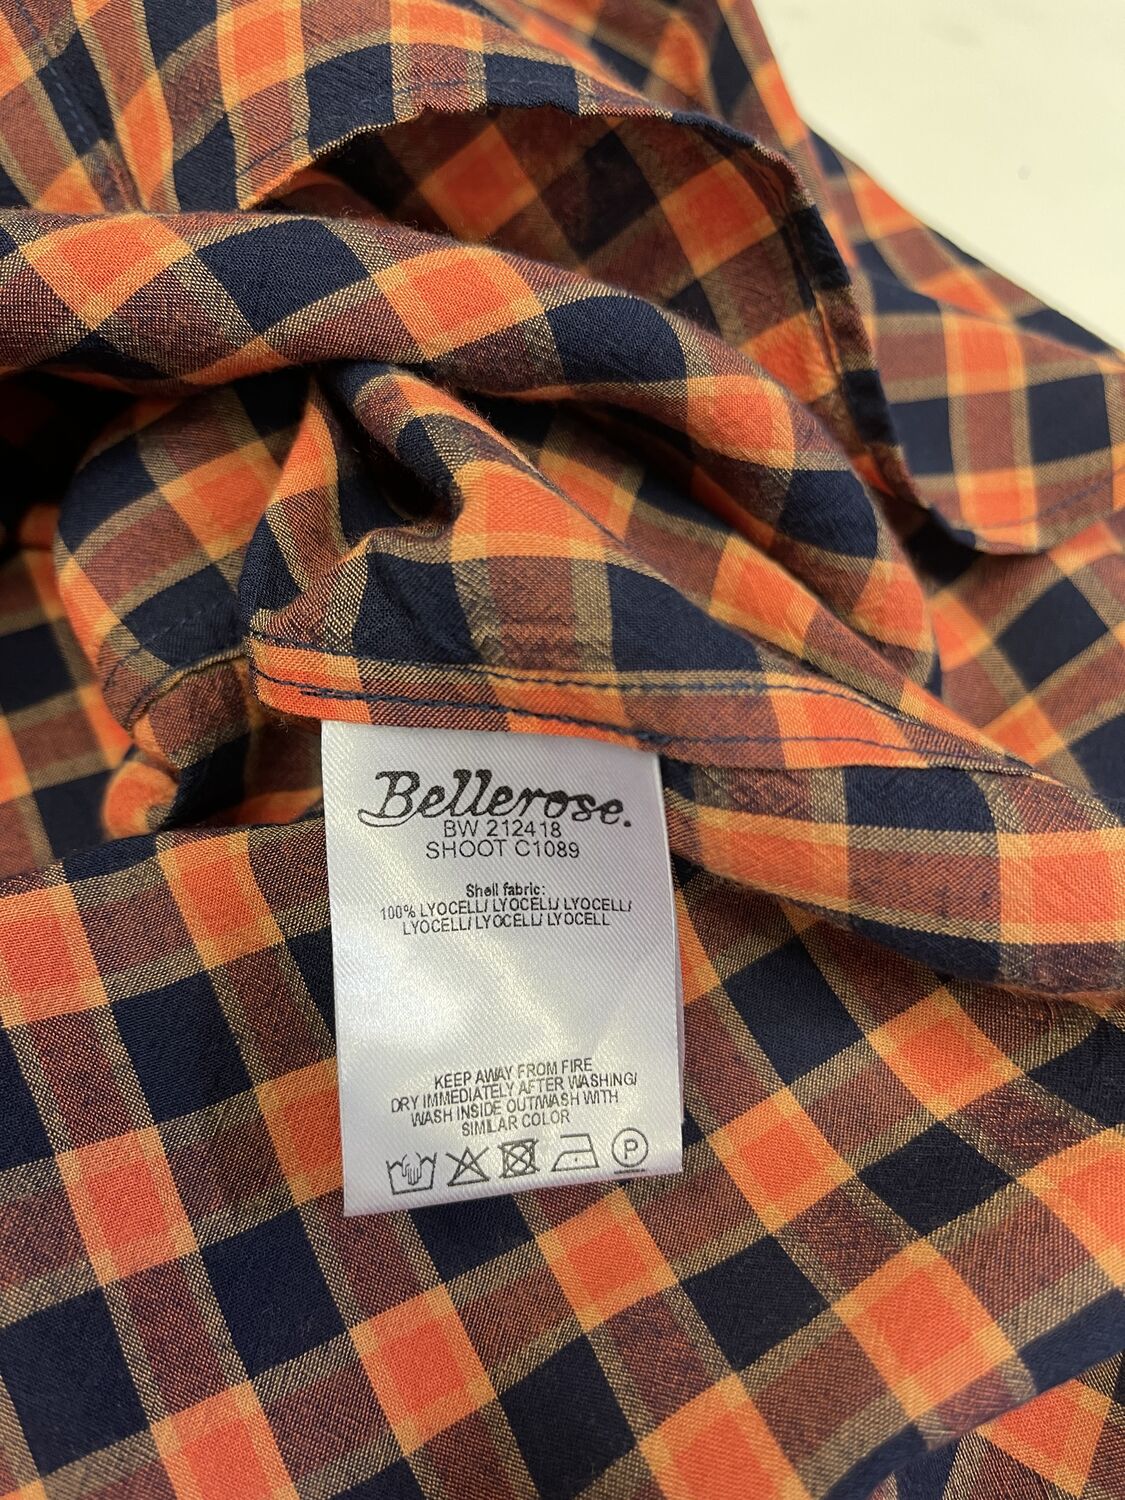 Bellerose.
BW 212418
SHOOT C1089
Shell fabric:
100% LYOCELL/ LYOCELL/ LYOCELL/
LYOCELL/ LYOCELL/ LYOCELL
KEEP AWAY FROM FIRE
DRY IMMEDIATELY AFTER WASHING/
WASH INSIDE OUTWASH WITH
SIMILAR COLOR
P